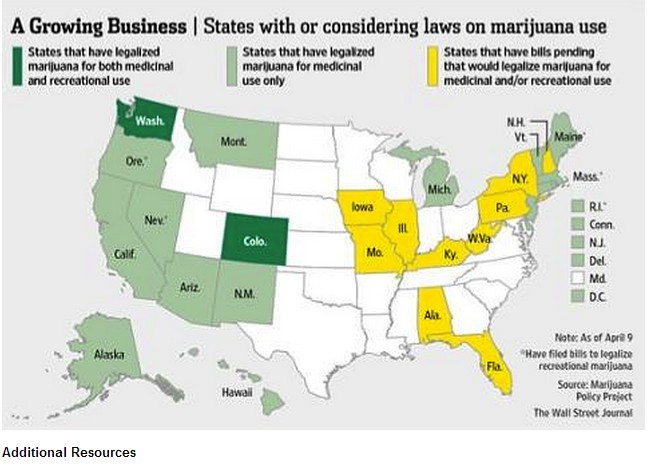 A Growing Business | States with or considering laws on marijuana use
States that have legalized
marijuana for both medicinal
and recreational use
States that have legalized
marijuana for medicinal
use only
States that have bills pending
that would legalize marijuana for
medicinal and/or recreational use
Wash.
Mont.
Ore.*
Nev.*
Calif.
Colo.
Ariz.
N.M.
Alaska
Hawaii
Iowa
Mo.
Ill.
Mich.
Ky.
W.Va.
Pa.
N.Y.
Ala.
Fla.
N.H.
Vt.
Maine*
Mass.*
R.I.*
Conn.
N.J.
Del.
Md.
D.C.
Note: As of April 9
*Have filed bills to legalize
recreational marijuana
Source: Marijuana
Policy Project
The Wall Street Journal
Additional Resources